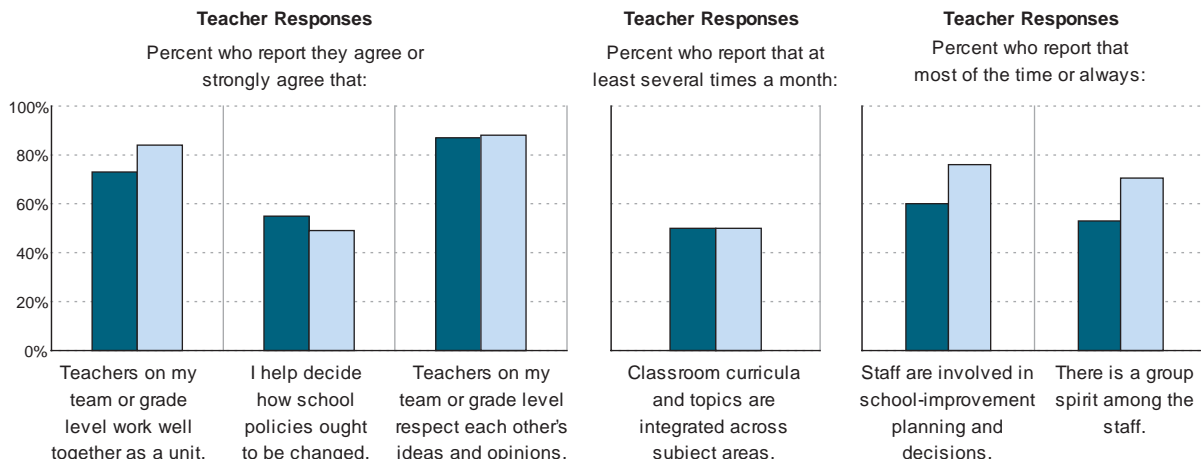 Teacher Responses
Percent who report they agree or
strongly agree that:
Teacher Responses
Percent who report that at
least several times a month:
Teacher Responses
Percent who report that
most of the time or always:
100%
80%
60%
40%
20%
0%
Teachers on my
team or grade
level work well
together as a unit.
I help decide
how school
policies ought
to be changed.
Teachers on my
team or grade level
respect each other's
ideas and opinions.
Classroom curricula
and topics are
integrated across
subject areas.
Staff are involved in
school-improvement
planning and
decisions.
There is a group
spirit among the
staff.